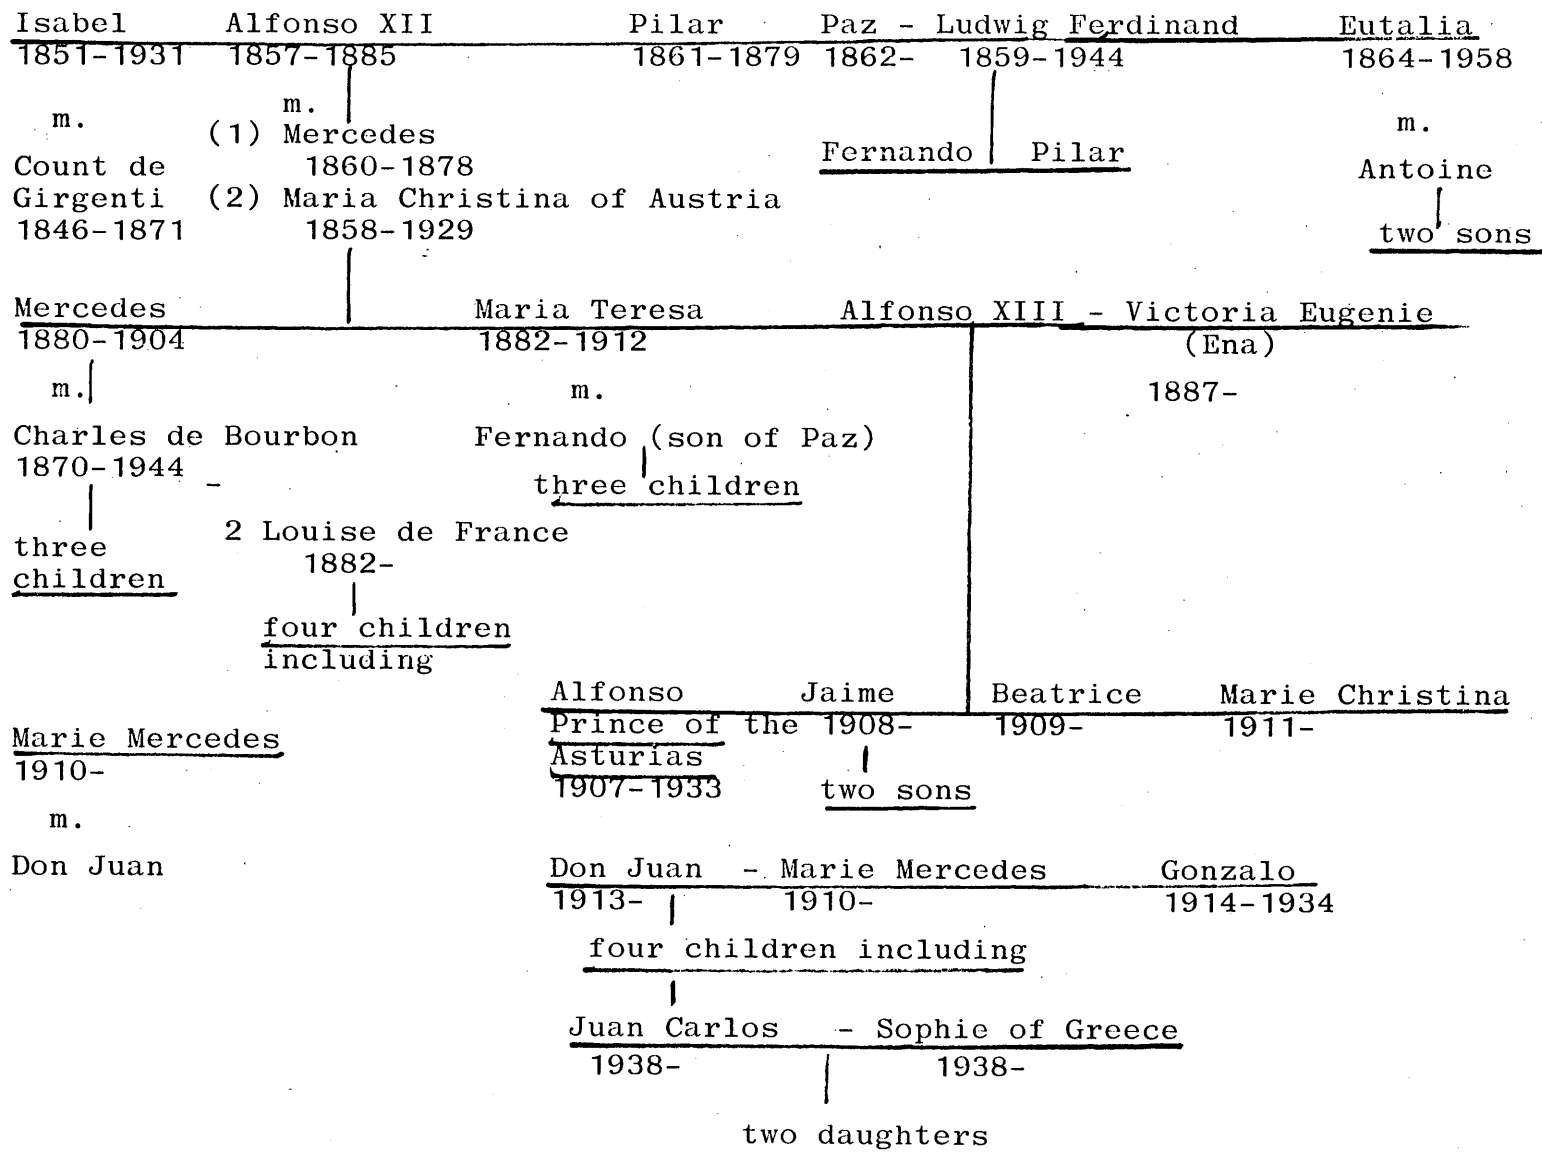 Isabel Alfonso XII Pilar Paz - Ludwig Ferdinand Eutalia
1851-1931 1857-1885 1861-1879 1862- 1859-1944 1864-1958
m. m. m.
(1) Mercedes
Count de 1860-1878 Fernando Pilar Antoine
Girgenti (2) Maria Christina of Austria
1846-1871 1858-1929 two sons
Mercedes Maria Teresa Alfonso XIII - Victoria Eugenie
1880-1904 1882-1912 (Ena)
m. m. 1887-
Charles de Bourbon Fernando (son of Paz)
1870-1944
three children
2 Louise de France
three 1882-
children
four children
including
Alfonso Jaime Beatrice Marie Christina
Prince of the 1908- 1909- 1911-
Marie Mercedes Asturias
1910- 1907-1933 two sons
m.
Don Juan Don Juan - Marie Mercedes Gonzalo
1913- 1910- 1914-1934
four children including
Juan Carlos - Sophie of Greece
1938- 1938-
two daughters